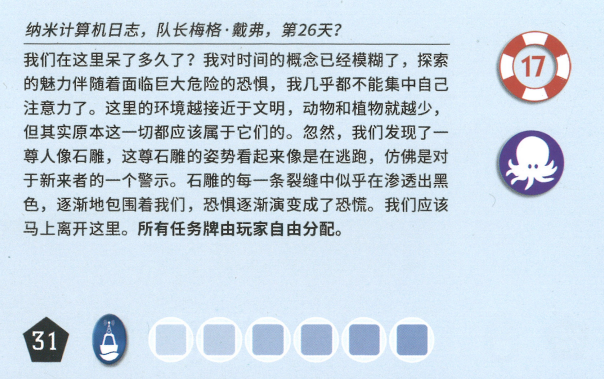 纳米计算机日志，队长梅格·戴弗，第26天？
我们在这里呆了多久了？我对时间的概念已经模糊了，探索
的魅力伴随着面临巨大危险的恐惧，我几乎都不能集中自己
注意力了。这里的环境越接近于文明，动物和植物就越少，
但其实原本这一切都应该属于它们的。忽然，我们发现了一
尊人像石雕，这尊石雕的姿势看起来像是在逃跑，仿佛是对
于新来者的一个警示。石雕的每一条裂缝中似乎在渗透出黑
色，逐渐地包围着我们，恐惧逐渐演变成了恐慌。我们应该
马上离开这里。所有任务牌由玩家自由分配。
17
31